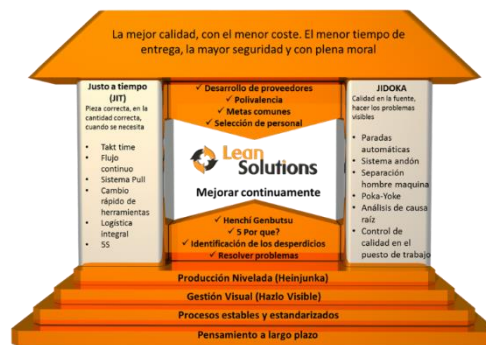 La mejor calidad, con el menor coste. El menor tiempo de
entrega, la mayor seguridad y con plena moral
Justo a tiempo
(JIT)
Pieza correcta, en la
cantidad correcta,
cuando se necesita
• Takt time
• Flujo
continuo
• Sistema Pull
• Cambio
rápido de
herramientas
• Logística
integral
• 5S
✓ Desarrollo de proveedores
✓ Polivalencia
✓ Metas comunes
✓ Selección de personal
Lean
Solutions
Mejorar continuamente
✓ Henchí Genbutsu
✓ 5 Por que?
✓ Identificación de los desperdicios
✓ Resolver problemas
JIDOKA
Calidad en la fuente,
hacer los problemas
visibles
• Paradas
automáticas
• Sistema andón
• Separación
hombre maquina
• Poka-Yoke
• Análisis de causa
raíz
• Control de
calidad en el
puesto de trabajo
Producción Nivelada (Heinjunka)
Gestión Visual (Hazlo Visible)
Procesos estables y estandarizados
Pensamiento a largo plazo